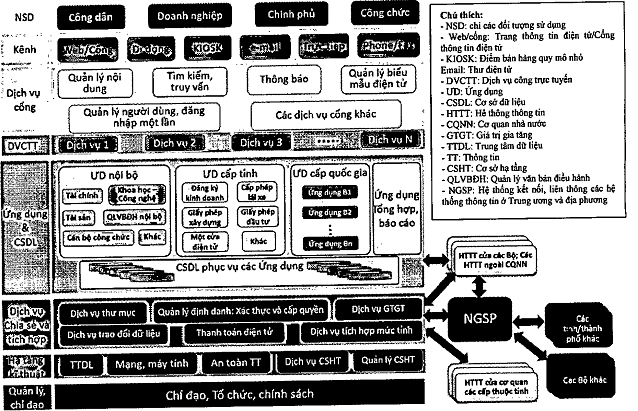 NSD
Công dân
Doanh nghiệp
Chính phủ
Công chức
Kênh
Web/Cổng
Di động
KIOSK
e-mail
Trực tiếp
Phone/Fax
Dịch vụ
cổng
Quản lý nội
dung
Tìm kiếm,
truy vấn
Thông báo
Quản lý biểu
mẫu điện tử
Quản lý người dùng, đăng
nhập một lần
Các dịch vụ cổng khác
DVCTT
Dịch vụ 1
Dịch vụ 2
Dịch vụ 3
......
Dịch vụ N
Ứng dụng
&
CSDL
ƯD nội bộ
Tài chính
Khoa học –
Công nghệ
Tài sản
QLVBĐH nội bộ
Cán bộ công chức
Khác
ƯD cấp tỉnh
Đăng ký
kinh doanh
Cấp phép
lái xe
Giấy phép
xây dựng
Giấy phép
đầu tư
Một cửa
điện tử
Khác
ƯD cấp quốc gia
Ứng dụng B1
Ứng dụng B2
Ứng dụng Bn
Ứng dụng
Tổng hợp,
báo cáo
CSDL phục vụ các Ứng dụng
Dịch vụ
Chia sẻ và
tích hợp
Dịch vụ thư mục
Quản lý định danh: Xác thực và cấp quyền
Dịch vụ GTGT
Dịch vụ trao đổi dữ liệu
Thanh toán điện tử
Dịch vụ tích hợp mức tỉnh
Hạ tầng
kĩ thuật
TTDL
Mạng, máy tính
An toàn TT
Dịch vụ CSHT
Quản lý CSHT
Quản lý,
chỉ đạo
Chỉ đạo, Tổ chức, chính sách
Chú thích:
- NSD: chỉ các đối tượng sử dụng
- Web/cổng: Trang thông tin điện tử/Cổng
thông tin điện tử
- KIOSK: Điểm bán hàng quy mô nhỏ
Email: Thư điện tử
- DVCTT: Dịch vụ công trực tuyến
- UD: Ứng dụng
- CSDL: Cơ sở dữ liệu
- HTTT: Hệ thống thông tin
- CQNN: Cơ quan nhà nước
- GTGT: Giá trị gia tăng
- TTDL: Trung tâm dữ liệu
- TT: Thông tin
- CSHT: Cơ sở hạ tầng
- QLVBĐH: Quản lý văn bản điều hành
- NGSP: Hệ thống kết nối, liên thông các hệ
thống thông tin ở Trung ương và địa phương
HTTT của các Bộ; Các
HTTT ngoài CQNN
NGSP
Các
tỉnh/thành
phố khác
Các Bộ khác
HTTT của cơ quan
các cấp thuộc tỉnh